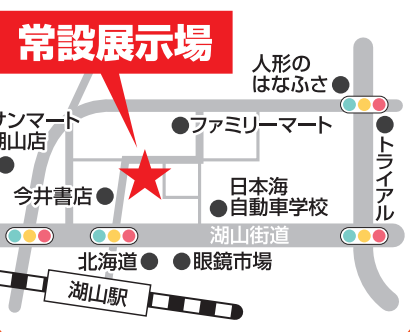 常設展示場
人形の
はなふさ
サンマート
湖山店
ファミリーマート
トライアル
今井書店
日本海
自動車学校
湖山街道
北海道
眼鏡市場
湖山駅